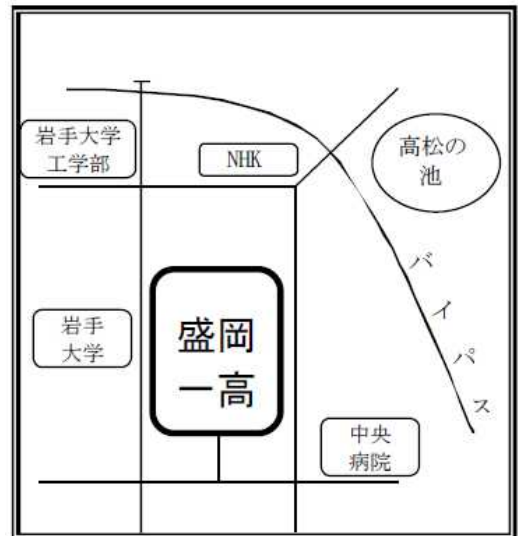 岩手大学
工学部
NHK
高松の
池
バイパス
岩手
大学
盛岡
一高
中央
病院